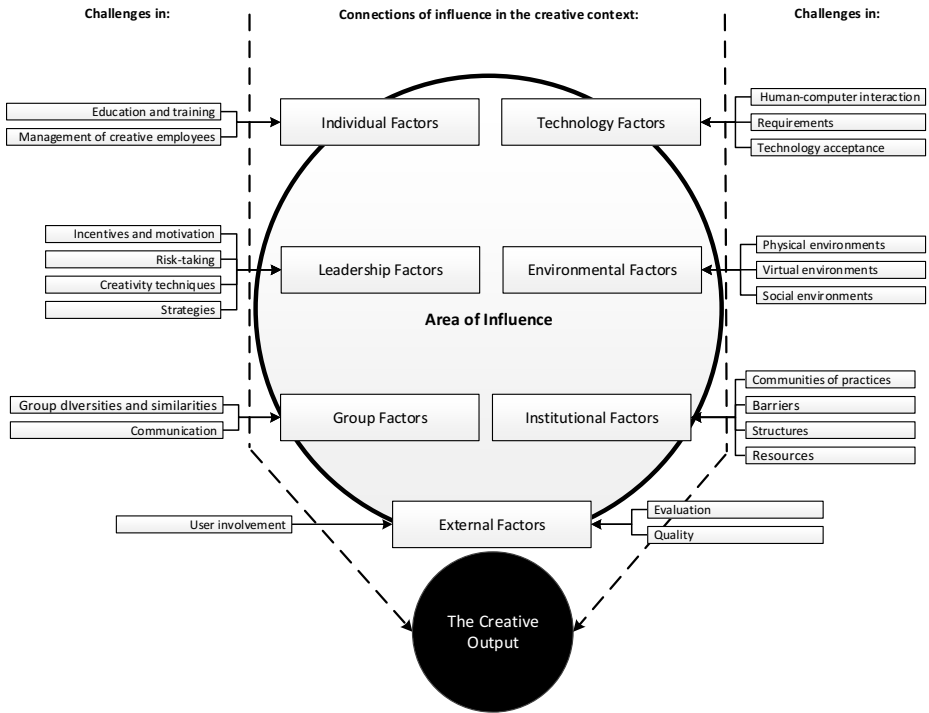 Challenges in:
Connections of influence in the creative context:
Challenges in:
Education and training
Management of creative employees
Individual Factors
Technology Factors
Human-computer interaction
Requirements
Technology acceptance
Incentives and motivation
Risk-taking
Creativity techniques
Strategies
Leadership Factors
Environmental Factors
Physical environments
Virtual environments
Social environments
Area of Influence
Group dIversities and similarities
Communication
Group Factors
Institutional Factors
Communities of practices
Barriers
Structures
Resources
User involvement
External Factors
Evaluation
Quality
The Creative
Output